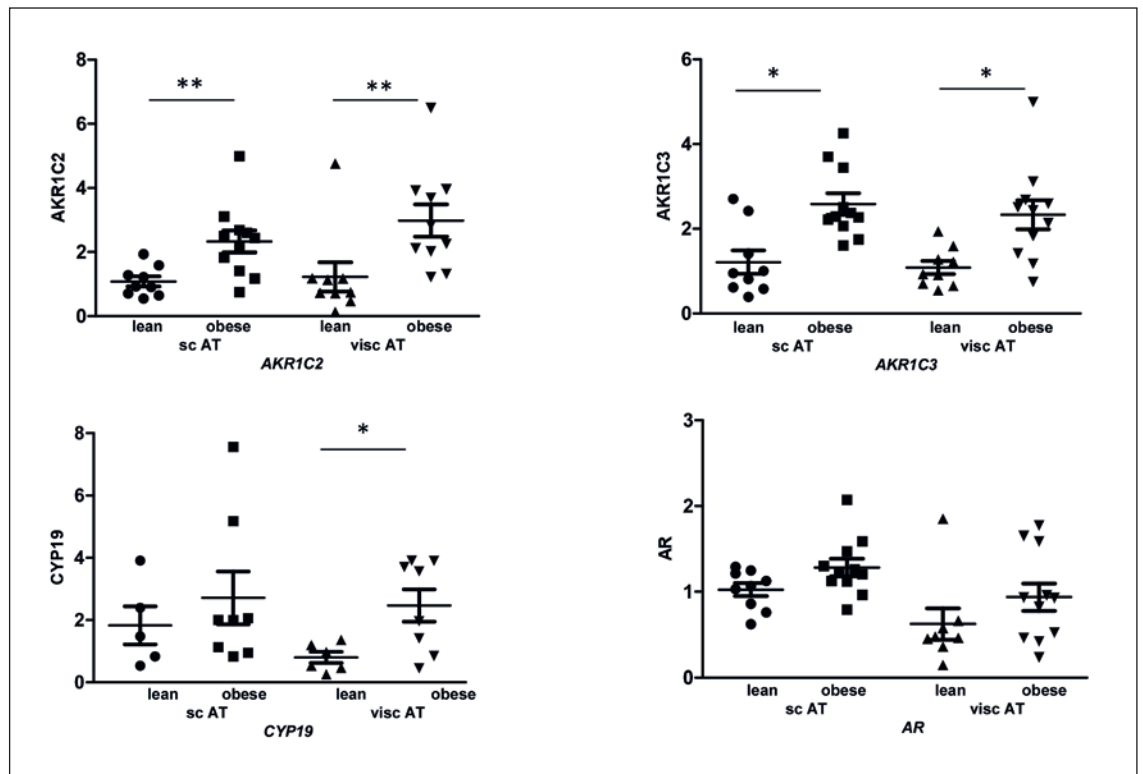 8
6
4
2
0
AKR1C2
** **
lean obese lean obese
sc AT visc AT
AKR1C2
6
4
2
0
AKR1C3
* *
lean obese lean obese
sc AT visc AT
AKR1C3
8
6
4
2
0
CYP19
*
lean obese lean obese
sc AT visc AT
CYP19
3
2
1
0
AR
lean obese lean obese
sc AT visc AT
AR